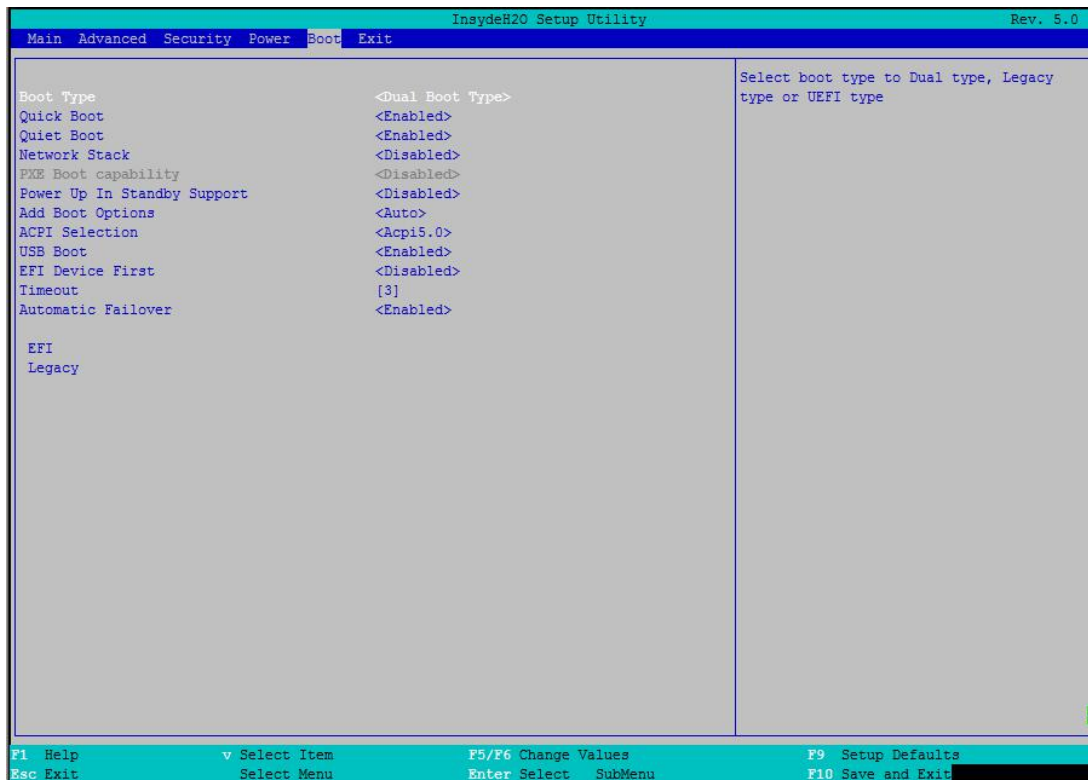 InsydeH2O Setup Utility Rev. 5.0
Main Advanced Security Power Boot Exit
Select boot type to Dual type, Legacy
type or UEFI type
Boot Type <Dual Boot Type>
Quick Boot <Enabled>
Quiet Boot <Enabled>
Network Stack <Disabled>
PXE Boot capability <Disabled>
Power Up In Standby Support <Disabled>
Add Boot Options <Auto>
ACPI Selection <Acpi5.0>
USB Boot <Enabled>
EFI Device First <Disabled>
Timeout [3]
Automatic Failover <Enabled>
EFI
Legacy
F1 Help v Select Item F5/F6 Change Values F9 Setup Defaults
Esc Exit Select Menu Enter Select SubMenu F10 Save and Exit